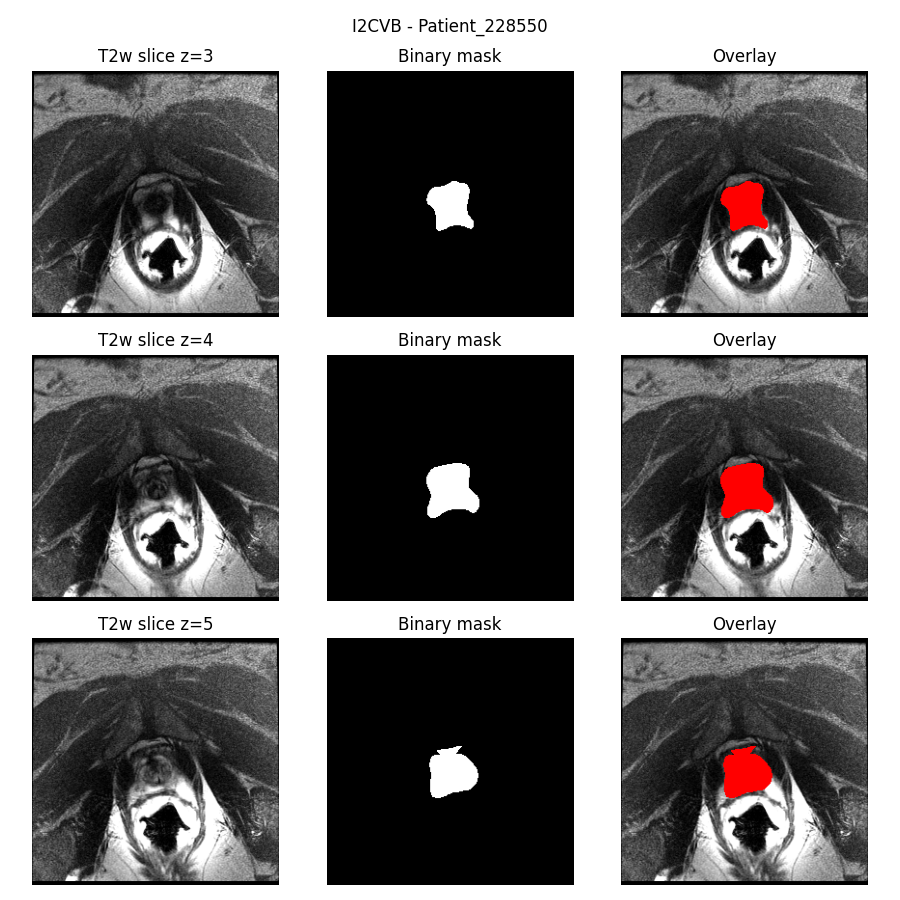 I2CVB - Patient_228550
T2w slice z=3
Binary mask
Overlay
T2w slice z=4
Binary mask
Overlay
T2w slice z=5
Binary mask
Overlay